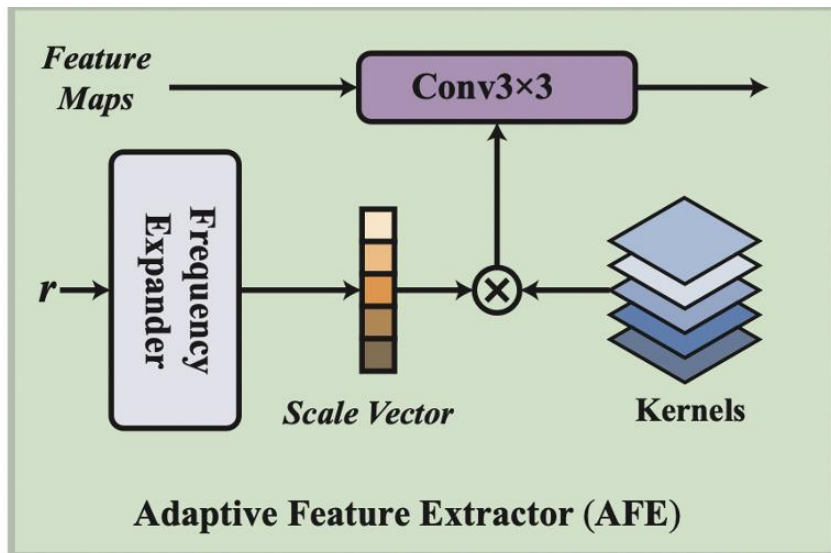 Feature
Maps
Conv3×3
r
Frequency
Expander
Scale Vector
Kernels
Adaptive Feature Extractor (AFE)